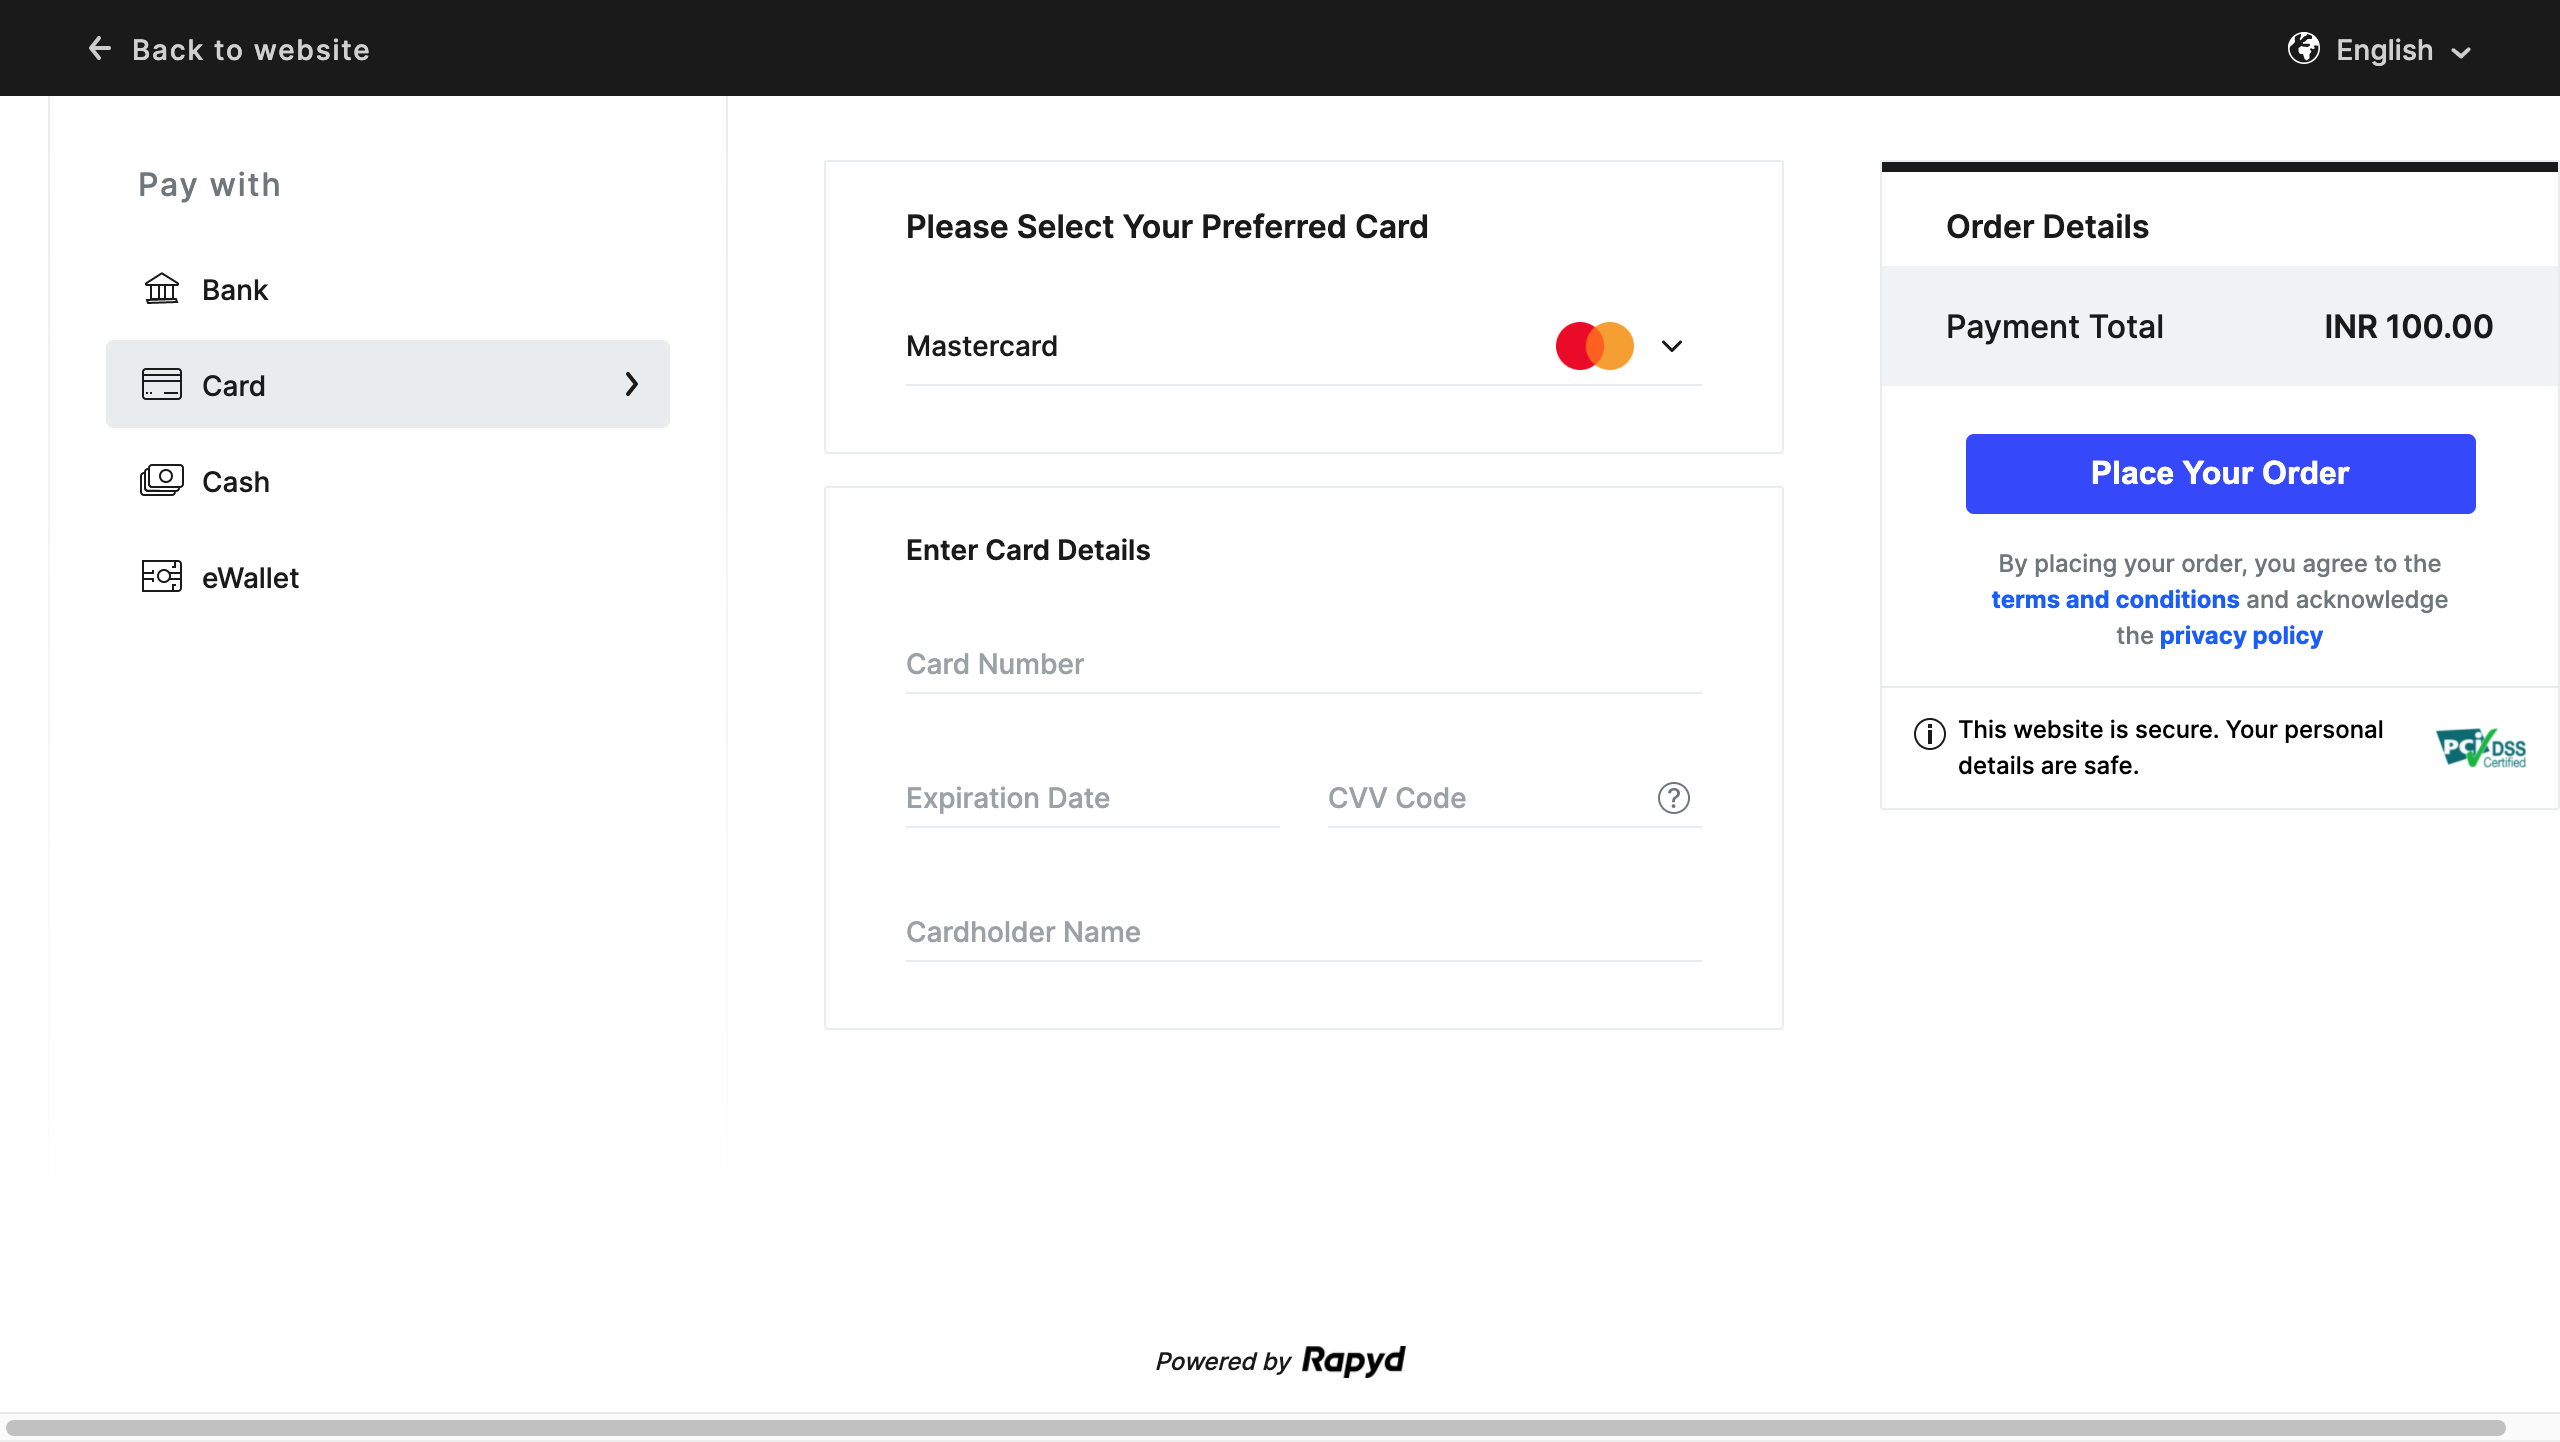 Back to website
English
Pay with
Bank
Card
Cash
eWallet
Please Select Your Preferred Card
Mastercard
Enter Card Details
Card Number
Expiration Date
CVV Code
Cardholder Name
Order Details
Payment Total
INR 100.00
Place Your Order
By placing your order, you agree to the
terms and conditions and acknowledge
the privacy policy
This website is secure. Your personal
details are safe.
PCI DSS
Certified
Powered by Rapyd